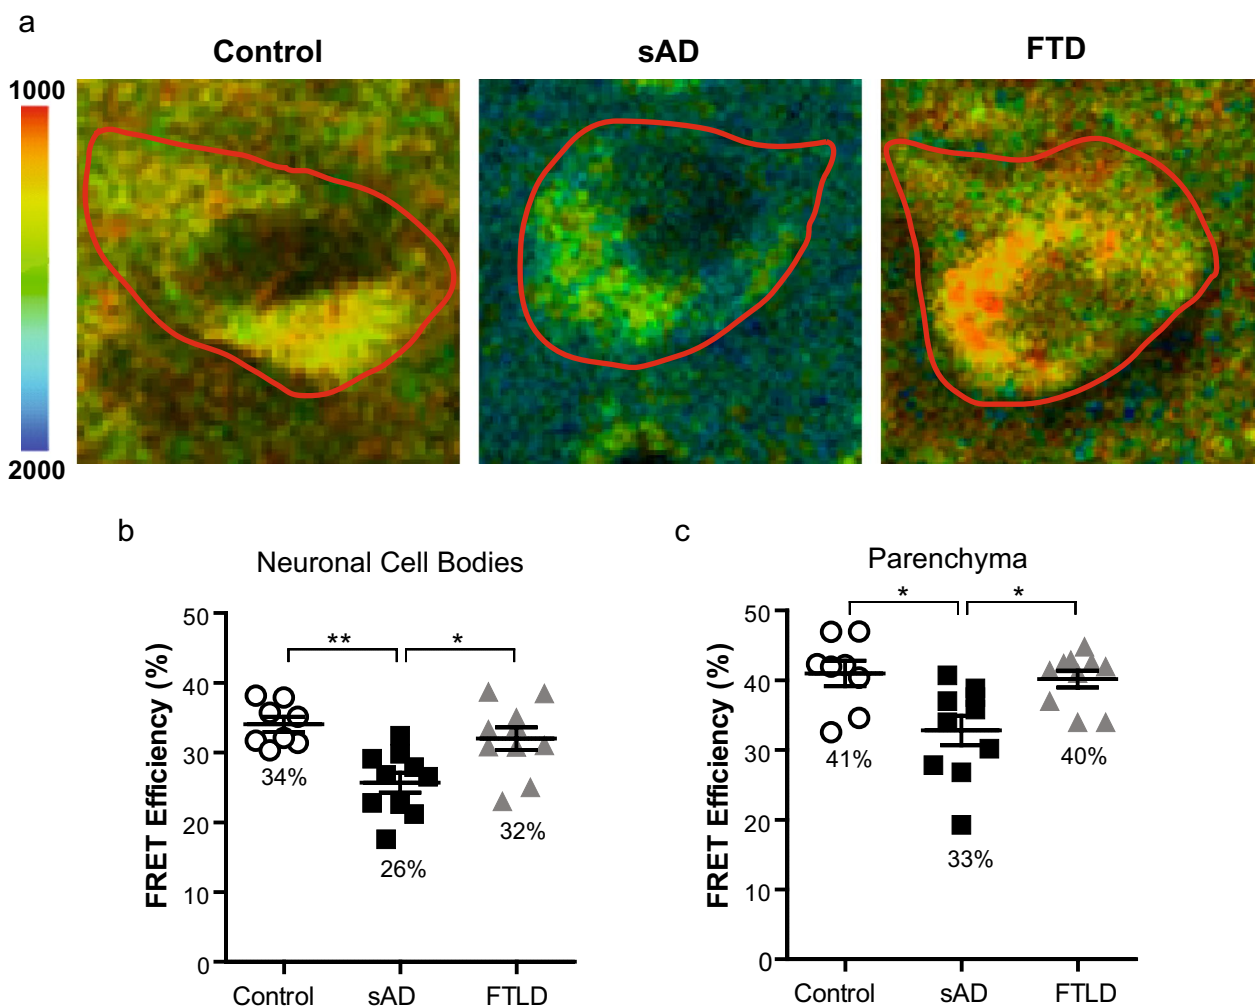 a
Control
sAD
FTD
1000
2000
b
Neuronal Cell Bodies
FRET Efficiency (%)
50
40
30
20
10
0
**
*
34%
26%
32%
Control
sAD
FTLD
c
Parenchyma
FRET Efficiency (%)
50
40
30
20
10
0
*
*
41%
33%
40%
Control
sAD
FTLD